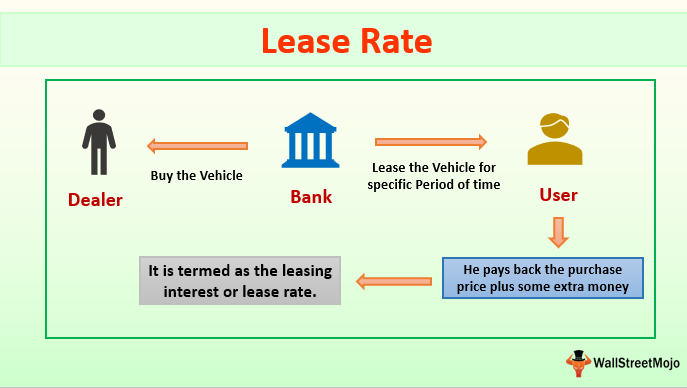 Lease Rate
Buy the Vehicle
Lease the Vehicle for
specific Period of time
Dealer
Bank
User
It is termed as the leasing
interest or lease rate.
He pays back the purchase
price plus some extra money
WallStreetMojo